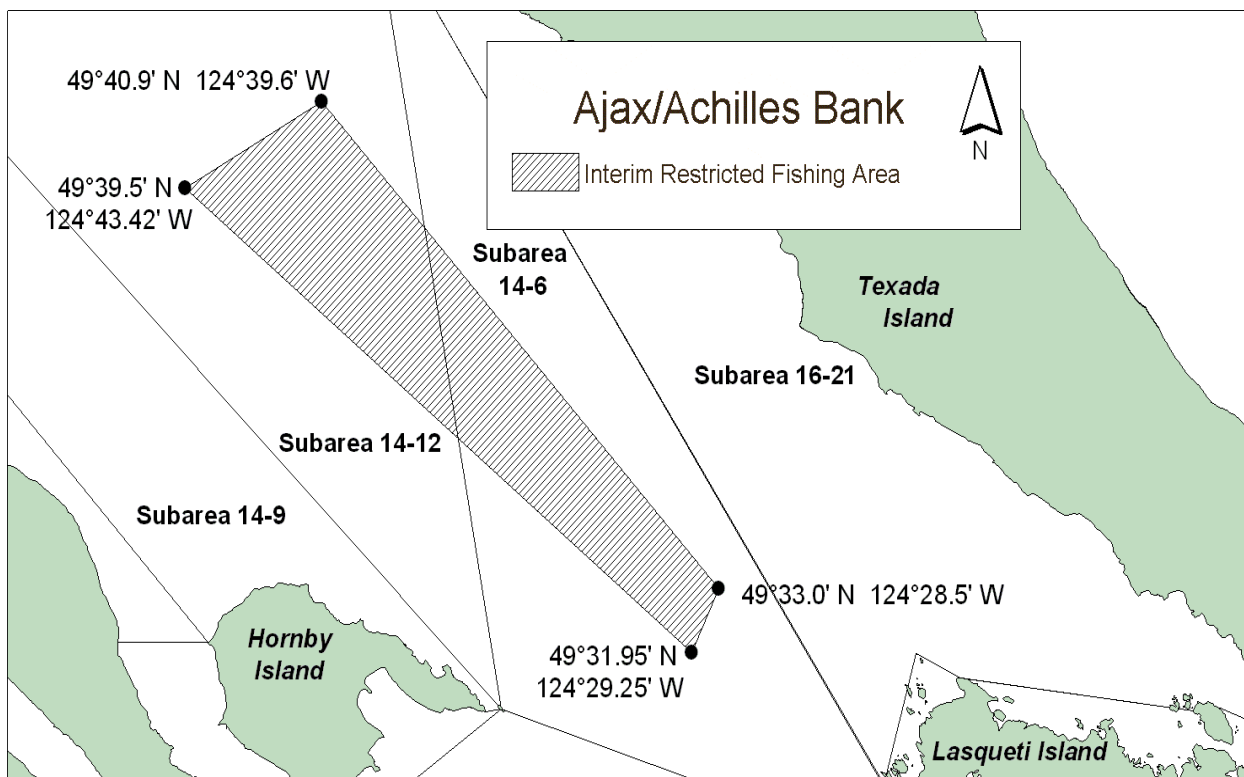 49°40.9' N  124°39.6' W
Ajax/Achilles Bank
N
Interim Restricted Fishing Area
49°39.5' N
124°43.42' W
Subarea
14-6
Texada
Island
Subarea 16-21
Subarea 14-12
Subarea 14-9
49°33.0' N  124°28.5' W
Hornby
Island
49°31.95' N
124°29.25' W
Lasqueti Island